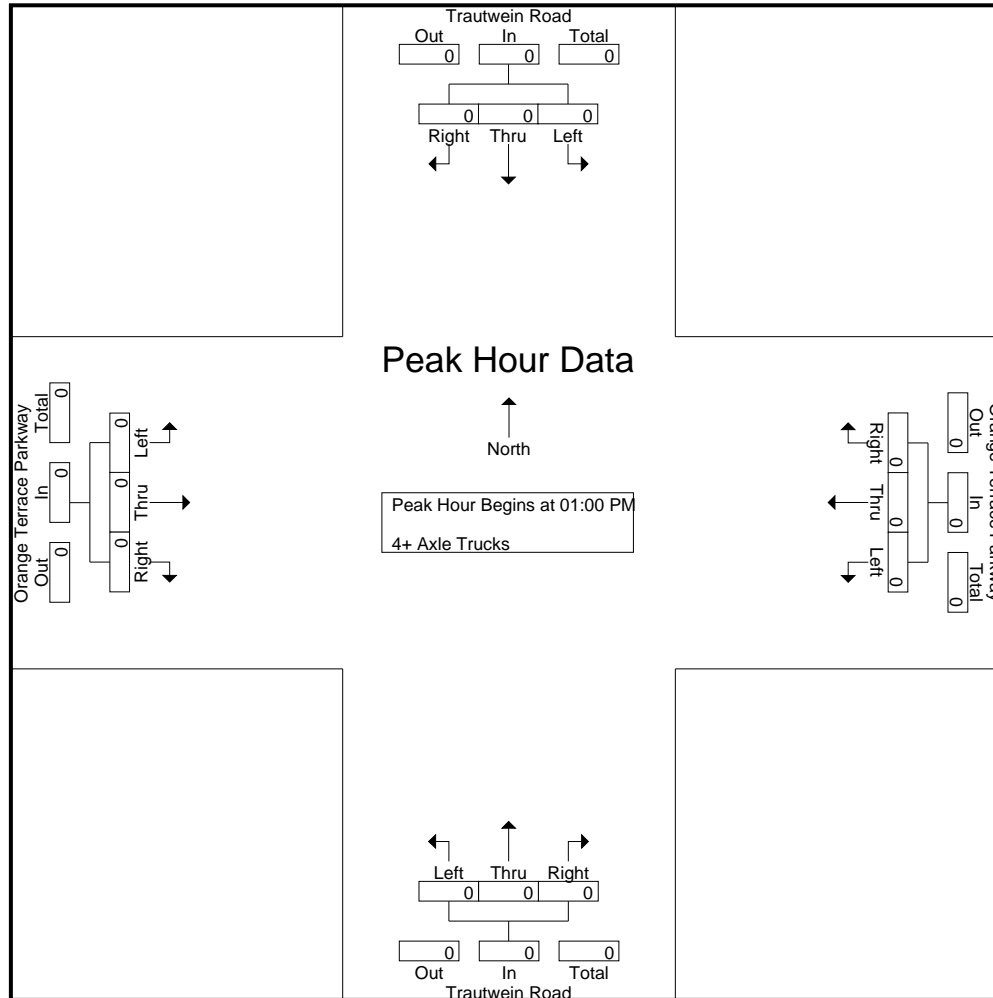 Trautwein Road
Out In Total
0 0 0
0 0 0
Right Thru Left
Peak Hour Data
North
Peak Hour Begins at 01:00 PM
4+ Axle Trucks
Orange Terrace Parkway
Out In Total
0 0 0
0 0 0
Right Thru Left
Out In Total
0 0 0
0 0 0
Right Thru Left
Left Thru Right
0 0 0
0 0 0
Out In Total
Trautwein Road